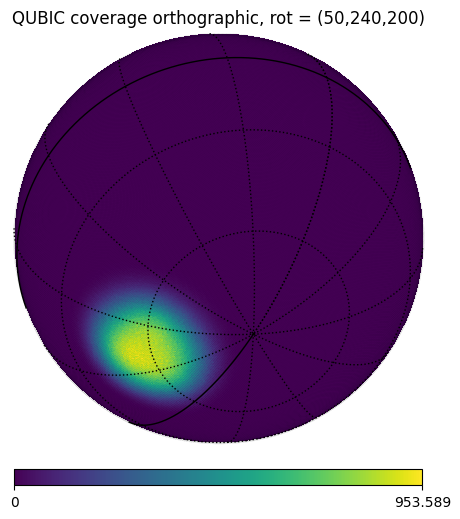 QUBIC coverage orthographic, rot = (50,240,200)
0 953.589